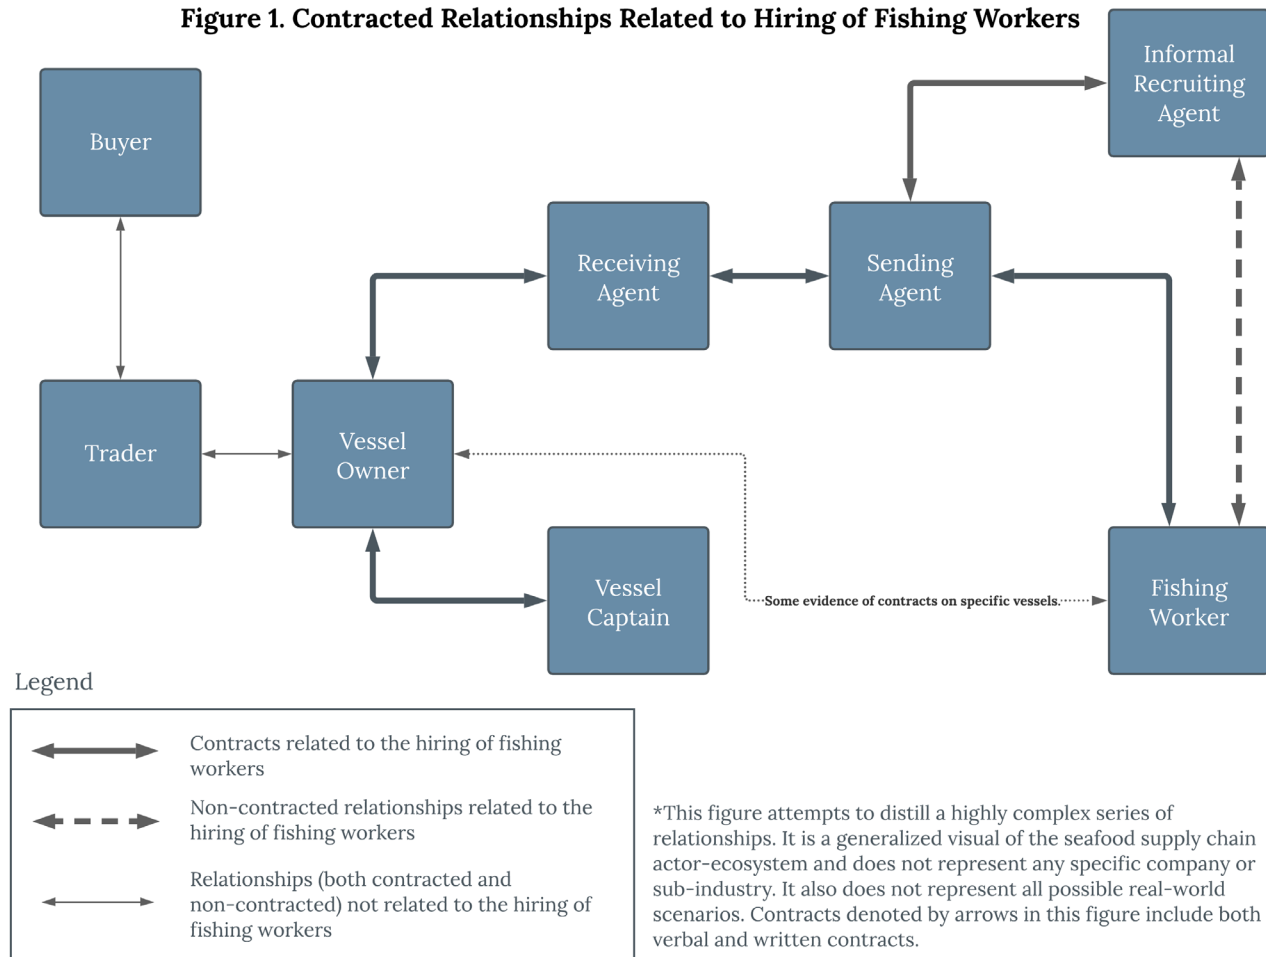 Figure 1. Contracted Relationships Related to Hiring of Fishing Workers
Informal
Recruiting
Agent
Buyer
Receiving
Agent
Sending
Agent
Trader
Vessel
Owner
Vessel
Captain
Some evidence of contracts on specific vessels.
Fishing
Worker
Legend
Contracts related to the hiring of fishing
workers
Non-contracted relationships related to the
hiring of fishing workers
Relationships (both contracted and
non-contracted) not related to the hiring of
fishing workers
*This figure attempts to distill a highly complex series of
relationships. It is a generalized visual of the seafood supply chain
actor-ecosystem and does not represent any specific company or
sub-industry. It also does not represent all possible real-world
scenarios. Contracts denoted by arrows in this figure include both
verbal and written contracts.